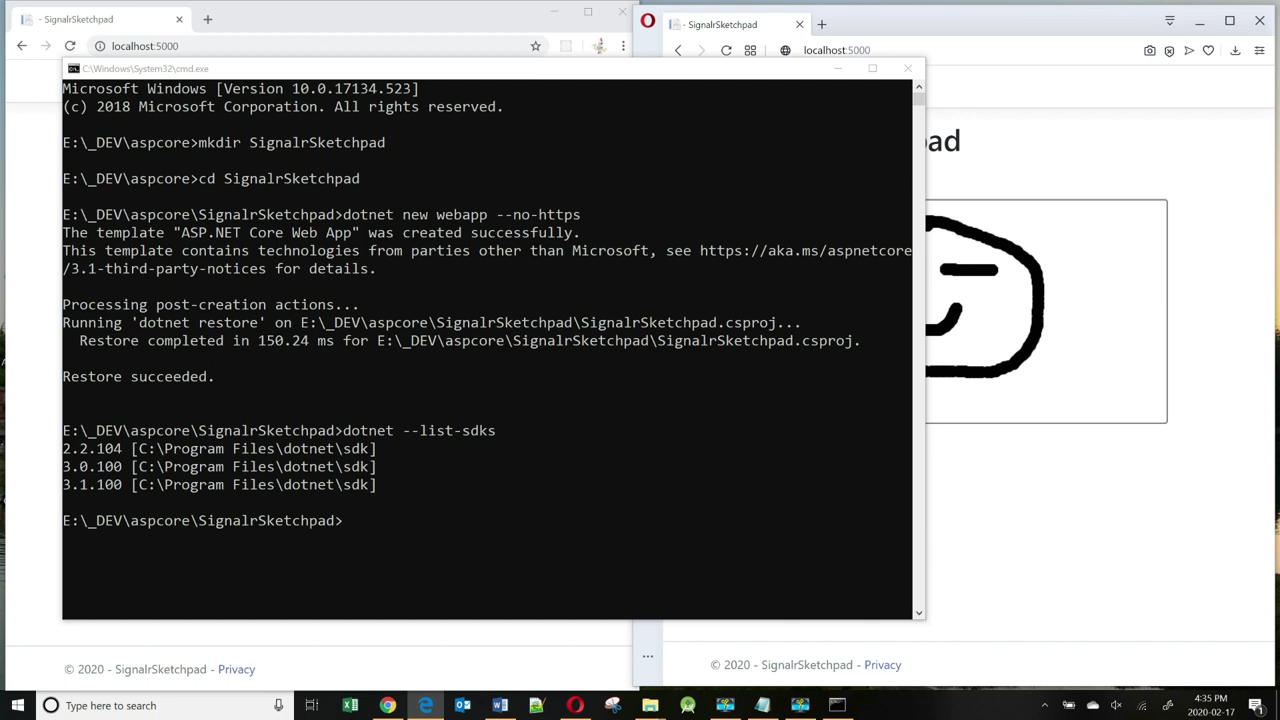 - SignalrSketchpad
- SignalrSketchpad
localhost:5000
localhost:5000
C:\Windows\System32\cmd.exe
Microsoft Windows [Version 10.0.17134.523]
(c) 2018 Microsoft Corporation. All rights reserved.
E:\_DEV\aspcore>mkdir SignalrSketchpad
E:\_DEV\aspcore>cd SignalrSketchpad
E:\_DEV\aspcore\SignalrSketchpad>dotnet new webapp --no-https
The template "ASP.NET Core Web App" was created successfully.
This template contains technologies from parties other than Microsoft, see https://aka.ms/aspnetcore
/3.1-third-party-notices for details.
Processing post-creation actions...
Running 'dotnet restore' on E:\_DEV\aspcore\SignalrSketchpad\SignalrSketchpad.csproj...
Restore completed in 150.24 ms for E:\_DEV\aspcore\SignalrSketchpad\SignalrSketchpad.csproj.
Restore succeeded.
E:\_DEV\aspcore\SignalrSketchpad>dotnet --list-sdks
2.2.104 [C:\Program Files\dotnet\sdk]
3.0.100 [C:\Program Files\dotnet\sdk]
3.1.100 [C:\Program Files\dotnet\sdk]
E:\_DEV\aspcore\SignalrSketchpad>
pad
© 2020 - SignalrSketchpad - Privacy
© 2020 - SignalrSketchpad - Privacy
Type here to search
4:35 PM
2020-02-17